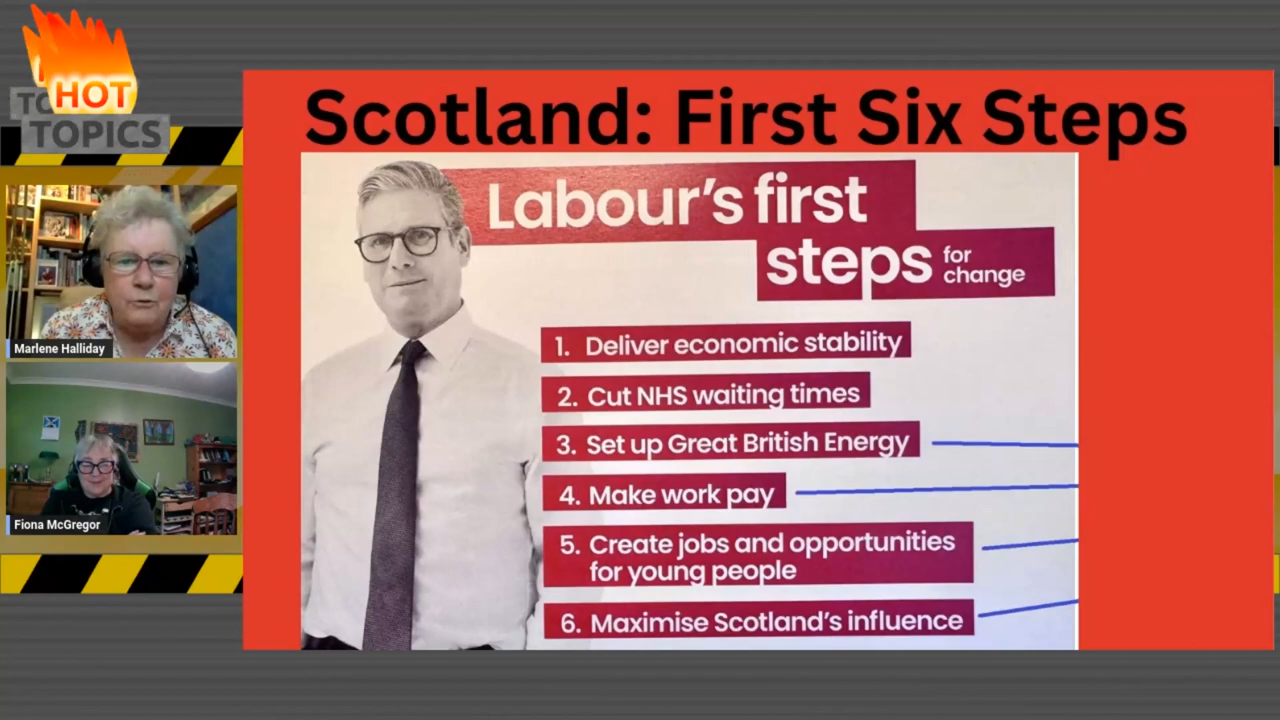 HOT
TOPICS
Scotland: First Six Steps
Labour's first
steps for
change
1. Deliver economic stability
2. Cut NHS waiting times
3. Set up Great British Energy
4. Make work pay
5. Create jobs and opportunities
for young people
6. Maximise Scotland's influence
Marlene Halliday
Fiona McGregor